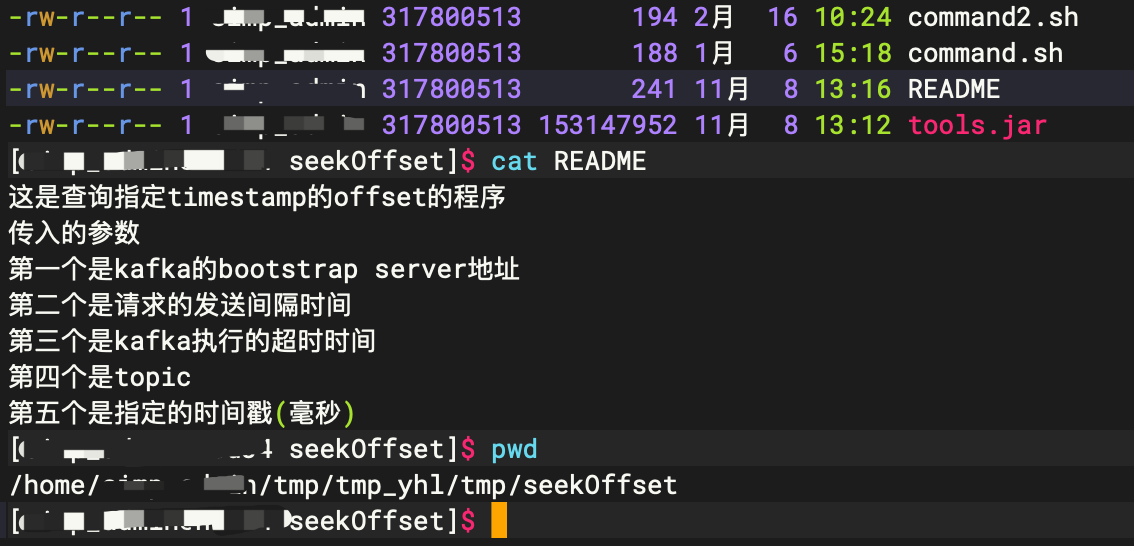 -rw-r--r-- 1 317800513 194 2月 16 10:24 command2.sh
-rw-r--r-- 1 317800513 188 1月 6 15:18 command.sh
-rw-r--r-- 1 317800513 241 11月 8 13:16 README
-rw-r--r-- 1 317800513 153147952 11月 8 13:12 tools.jar
[ seekOffset]$ cat README
这是查询指定timestamp的offset的程序
传入的参数
第一个是kafka的bootstrap server地址
第二个是请求的发送间隔时间
第三个是kafka执行的超时时间
第四个是topic
第五个是指定的时间戳(毫秒)
[ seekOffset]$ pwd
/home/ /tmp/tmp_yhl/tmp/seekOffset
[ seekOffset]$